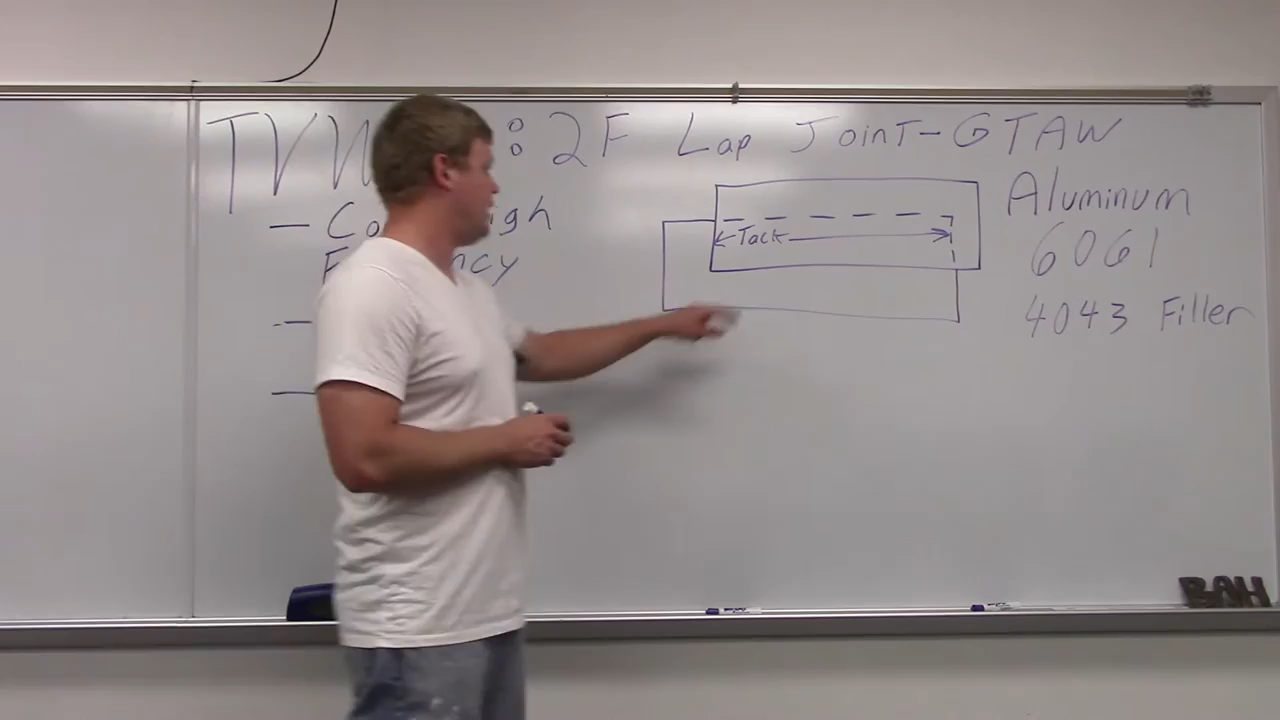 : 2F Lap Joint-GTAW
Aluminum
6061
4043 Filler
Tack
BAH